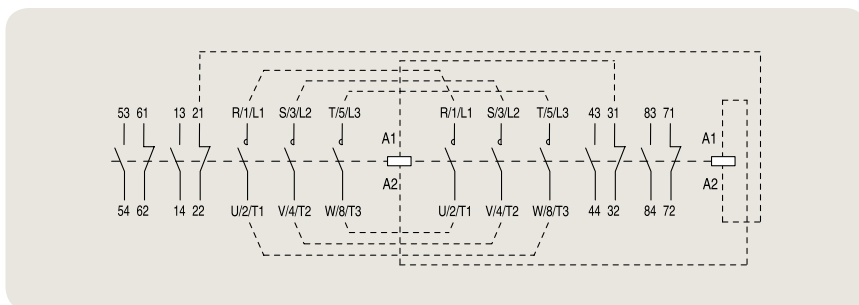 53 61 13 21 R/1/L1 S/3/L2 T/5/L3 R/1/L1 S/3/L2 T/5/L3 43 31 83 71
A1 A1
A2 A2
54 62 14 22 U/2/T1 V/4/T2 W/8/T3 U/2/T1 V/4/T2 W/8/T3 44 32 84 72